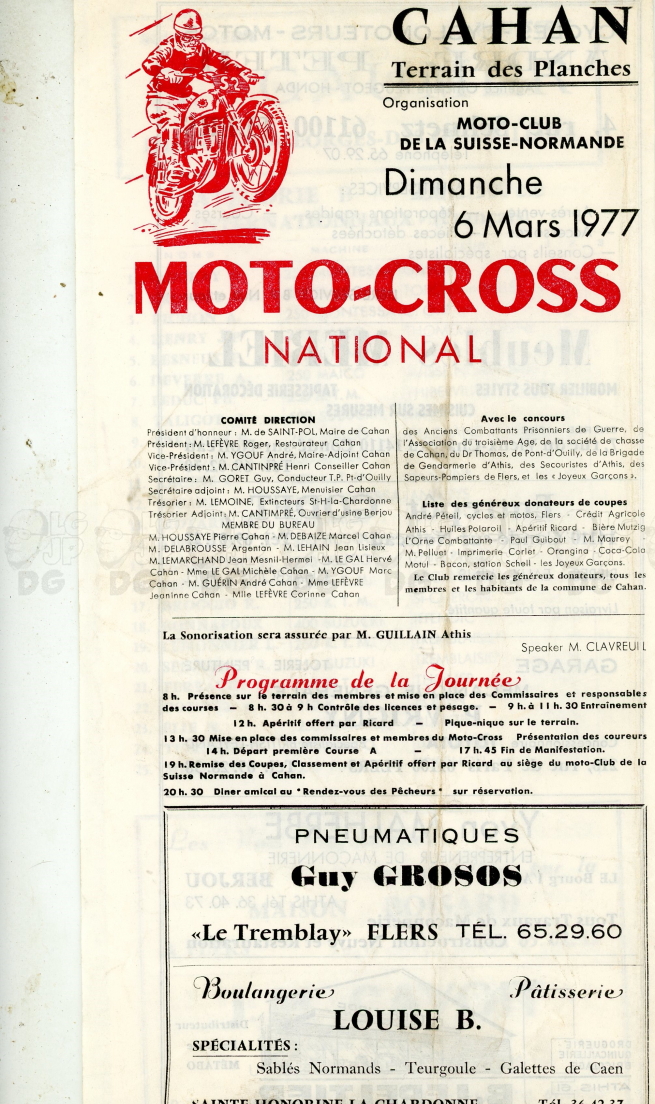 CAHAN
Terrain des Planches
Organisation
MOTO-CLUB
DE LA SUISSE-NORMANDE
Dimanche
6 Mars 1977
MOTO-CROSS
NATIONAL
COMITÉ DIRECTION
Président d'honneur : M. de SAINT-POL, Maire de Cahan
Président : M. LEFÈVRE Roger, Restaurateur Cahan
Vice-Président : M. YGOUF André, Maire-Adjoint Cahan
Vice-Président : M. CANTINPRÉ Henri Conseiller Cahan
Secrétaire : M. GORET Guy, Conducteur T.P. Pt-d'Ouilly
Secrétaire adjoint : M. HOUSSAYE, Menuisier Cahan
Trésorier : M. LEMOINE, Extincteurs St-H-la-Chardonne
Trésorier Adjoint : M. CANTIMPRÉ, Ouvrier d'usine Berjou
MEMBRE DU BUREAU
M. HOUSSAYE Pierre Cahan - M. DEBAIZE Marcel Cahan
M. DELABROUSSE Argentan - M. LEHAIN Jean Lisieux
M. LEMARCHAND Jean Mesnil-Hermei - M. LE GAL Hervé
Cahan - Mme LE GAL Michèle Cahan - M. YGOUF Marc
Cahan - M. GUÉRIN André Cahan - Mme LEFÈVRE
Jeaninne Cahan - Mlle LEFÈVRE Corinne Cahan
Avec le concours
des Anciens Combattants Prisonniers de Guerre, de
l'Association du troisième Age, de la société de chasse
de Cahan, du Dr Thomas, de Pont-d'Ouilly, de la Brigade
de Gendarmerie d'Athis, des Secouristes d'Athis, des
Sapeurs-Pompiers de Flers, et les « Joyeux Garçons ».
Liste des généreux donateurs de coupes
André Péteil, cycles et motos, Flers - Crédit Agricole
Athis - Huiles Polaroil - Apéritif Ricard - Bière Mutzig
L'Orne Combattante - Paul Guibout - M. Maurey -
M. Pelluet - Imprimerie Corlet - Orangina - Coca-Cola
Motul - Bacon, station Schell - les Joyeux Garçons.
Le Club remercie les généreux donateurs, tous les
membres et les habitants de la commune de Cahan.
La Sonorisation sera assurée par M. GUILLAIN Athis
Speaker M. CLAVREUIL
Programme de la Journée
8 h. Présence sur le terrain des membres et mise en place des Commissaires et responsables
des courses — 8 h. 30 à 9 h Contrôle des licences et pesage. — 9 h. à 11 h. 30 Entraînement
12 h. Apéritif offert par Ricard — Pique-nique sur le terrain.
13 h. 30 Mise en place des commissaires et membres du Moto-Cross Présentation des coureurs
14 h. Départ première Course A — 17 h. 45 Fin de Manifestation.
19 h. Remise des Coupes, Classement et Apéritif offert par Ricard au siège du moto-Club de la
Suisse Normande à Cahan.
20 h. 30 Diner amical au "Rendez-vous des Pêcheurs" sur réservation.
PNEUMATIQUES
Guy GROSOS
«Le Tremblay» FLERS TÉL. 65.29.60
Boulangerie Pâtisserie
LOUISE B.
SPÉCIALITÉS :
Sablés Normands - Teurgoule - Galettes de Caen
SAINTE-HONORINE-LA-CHARDONNE Tél. 36.42.37